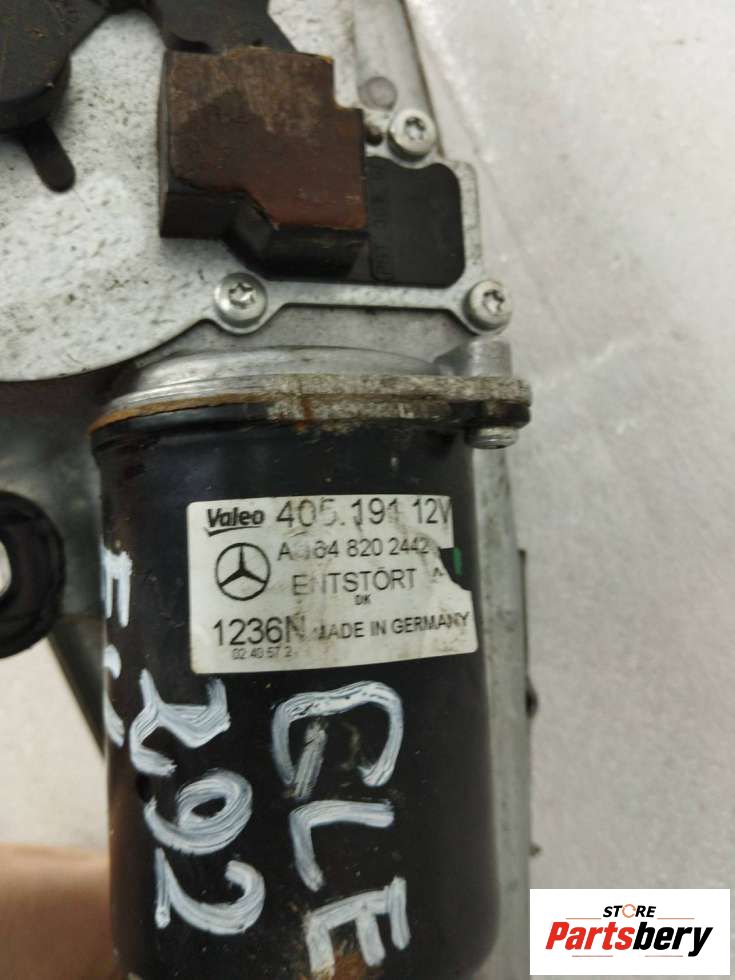 Valeo 405.191 12V
A 164 820 2442
ENTSTÖRT
DK
1236N MADE IN GERMANY
02 40 57 2
GLE
292
STORE
Partsbery